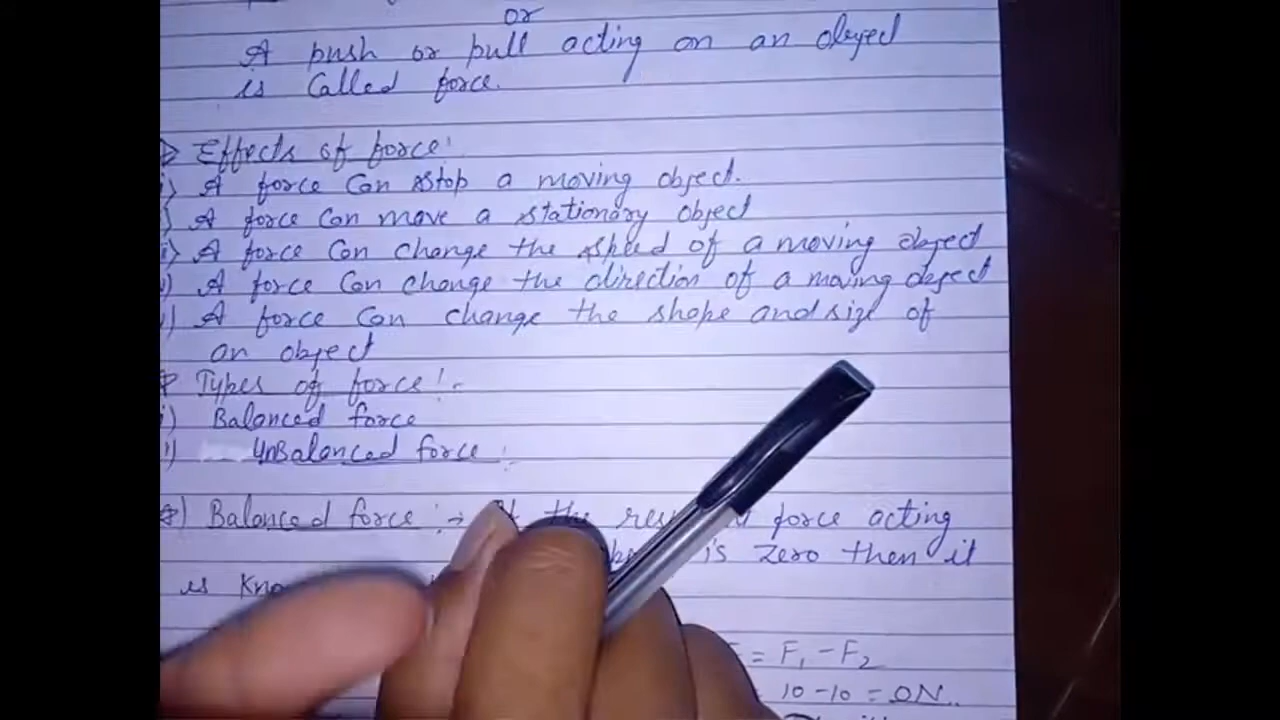 or
A push or pull acting on an object
is Called force.
Effects of force:
i) A force Can stop a moving object.
) A force Can move a stationary object
i) A force Can change the speed of a moving object
) A force Can change the direction of a moving object
) A force Can change the shape and size of
an object
Types of force:-
i) Balanced force
i) UnBalanced force :
Balanced force :→ If the force acting
is zero then it
is
= F₁ - F₂
10 - 10 = 0N.